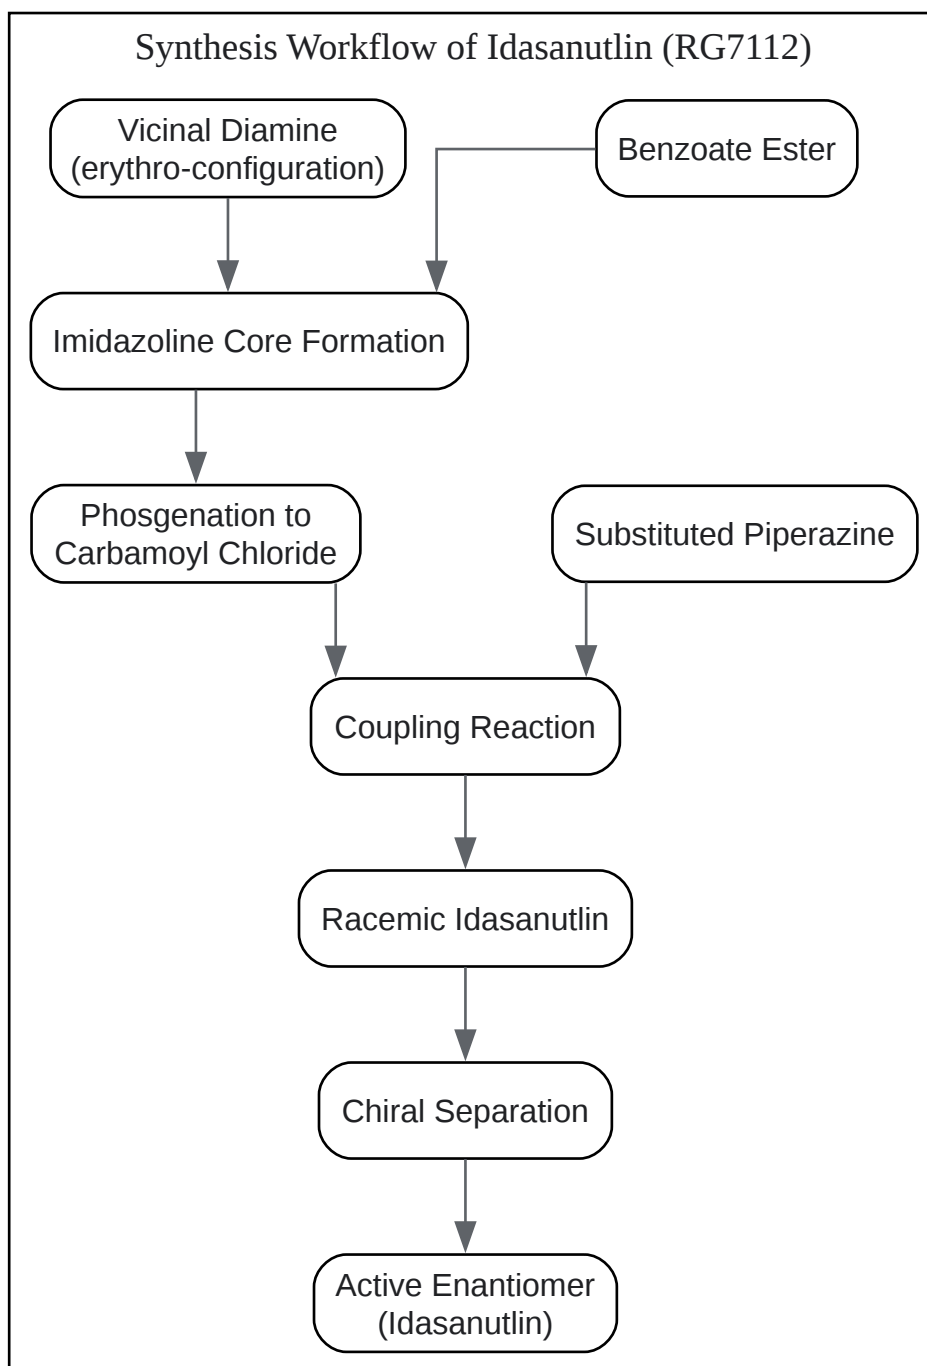 Synthesis Workflow of Idasanutlin (RG7112)
Vicinal Diamine
(erythro-configuration)
Benzoate Ester
Imidazoline Core Formation
Phosgenation to
Carbamoyl Chloride
Substituted Piperazine
Coupling Reaction
Racemic Idasanutlin
Chiral Separation
Active Enantiomer
(Idasanutlin)